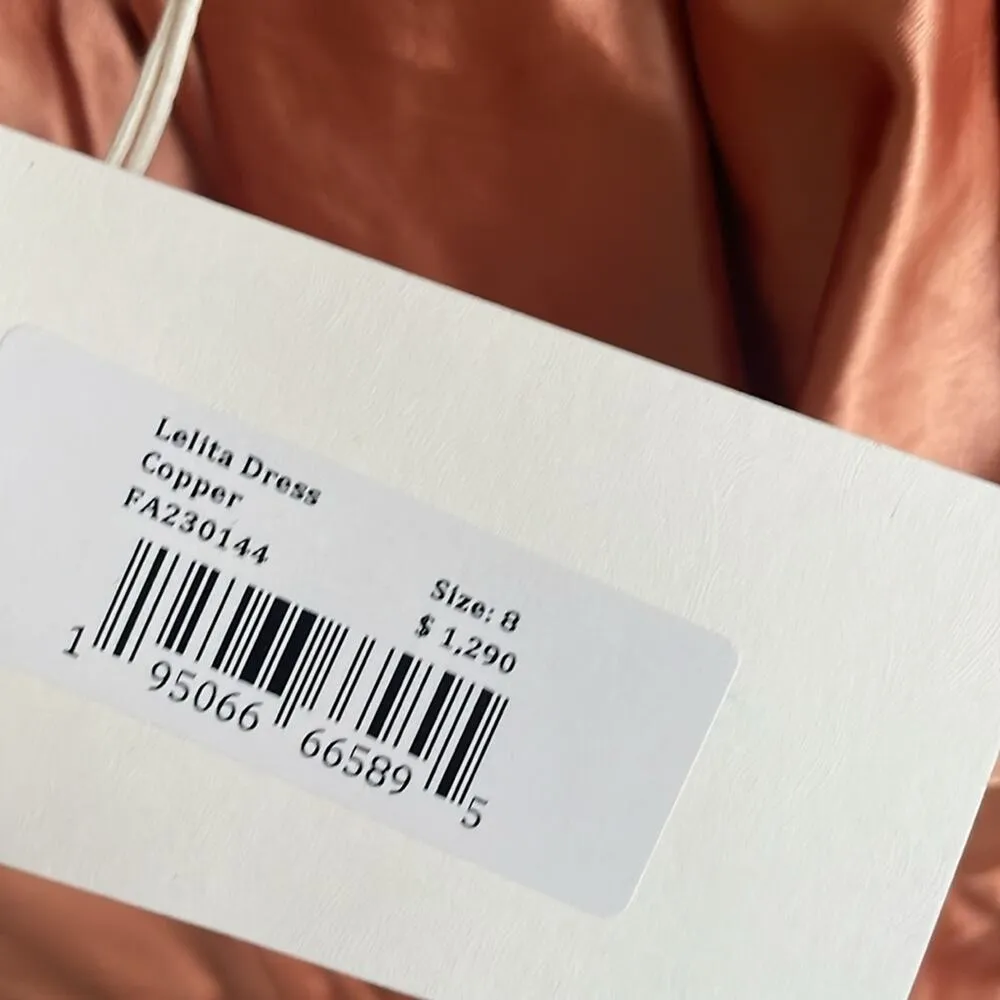 Lelita Dress
Copper
FA230144
Size: 8
$ 1,290
1 95066 66589 5